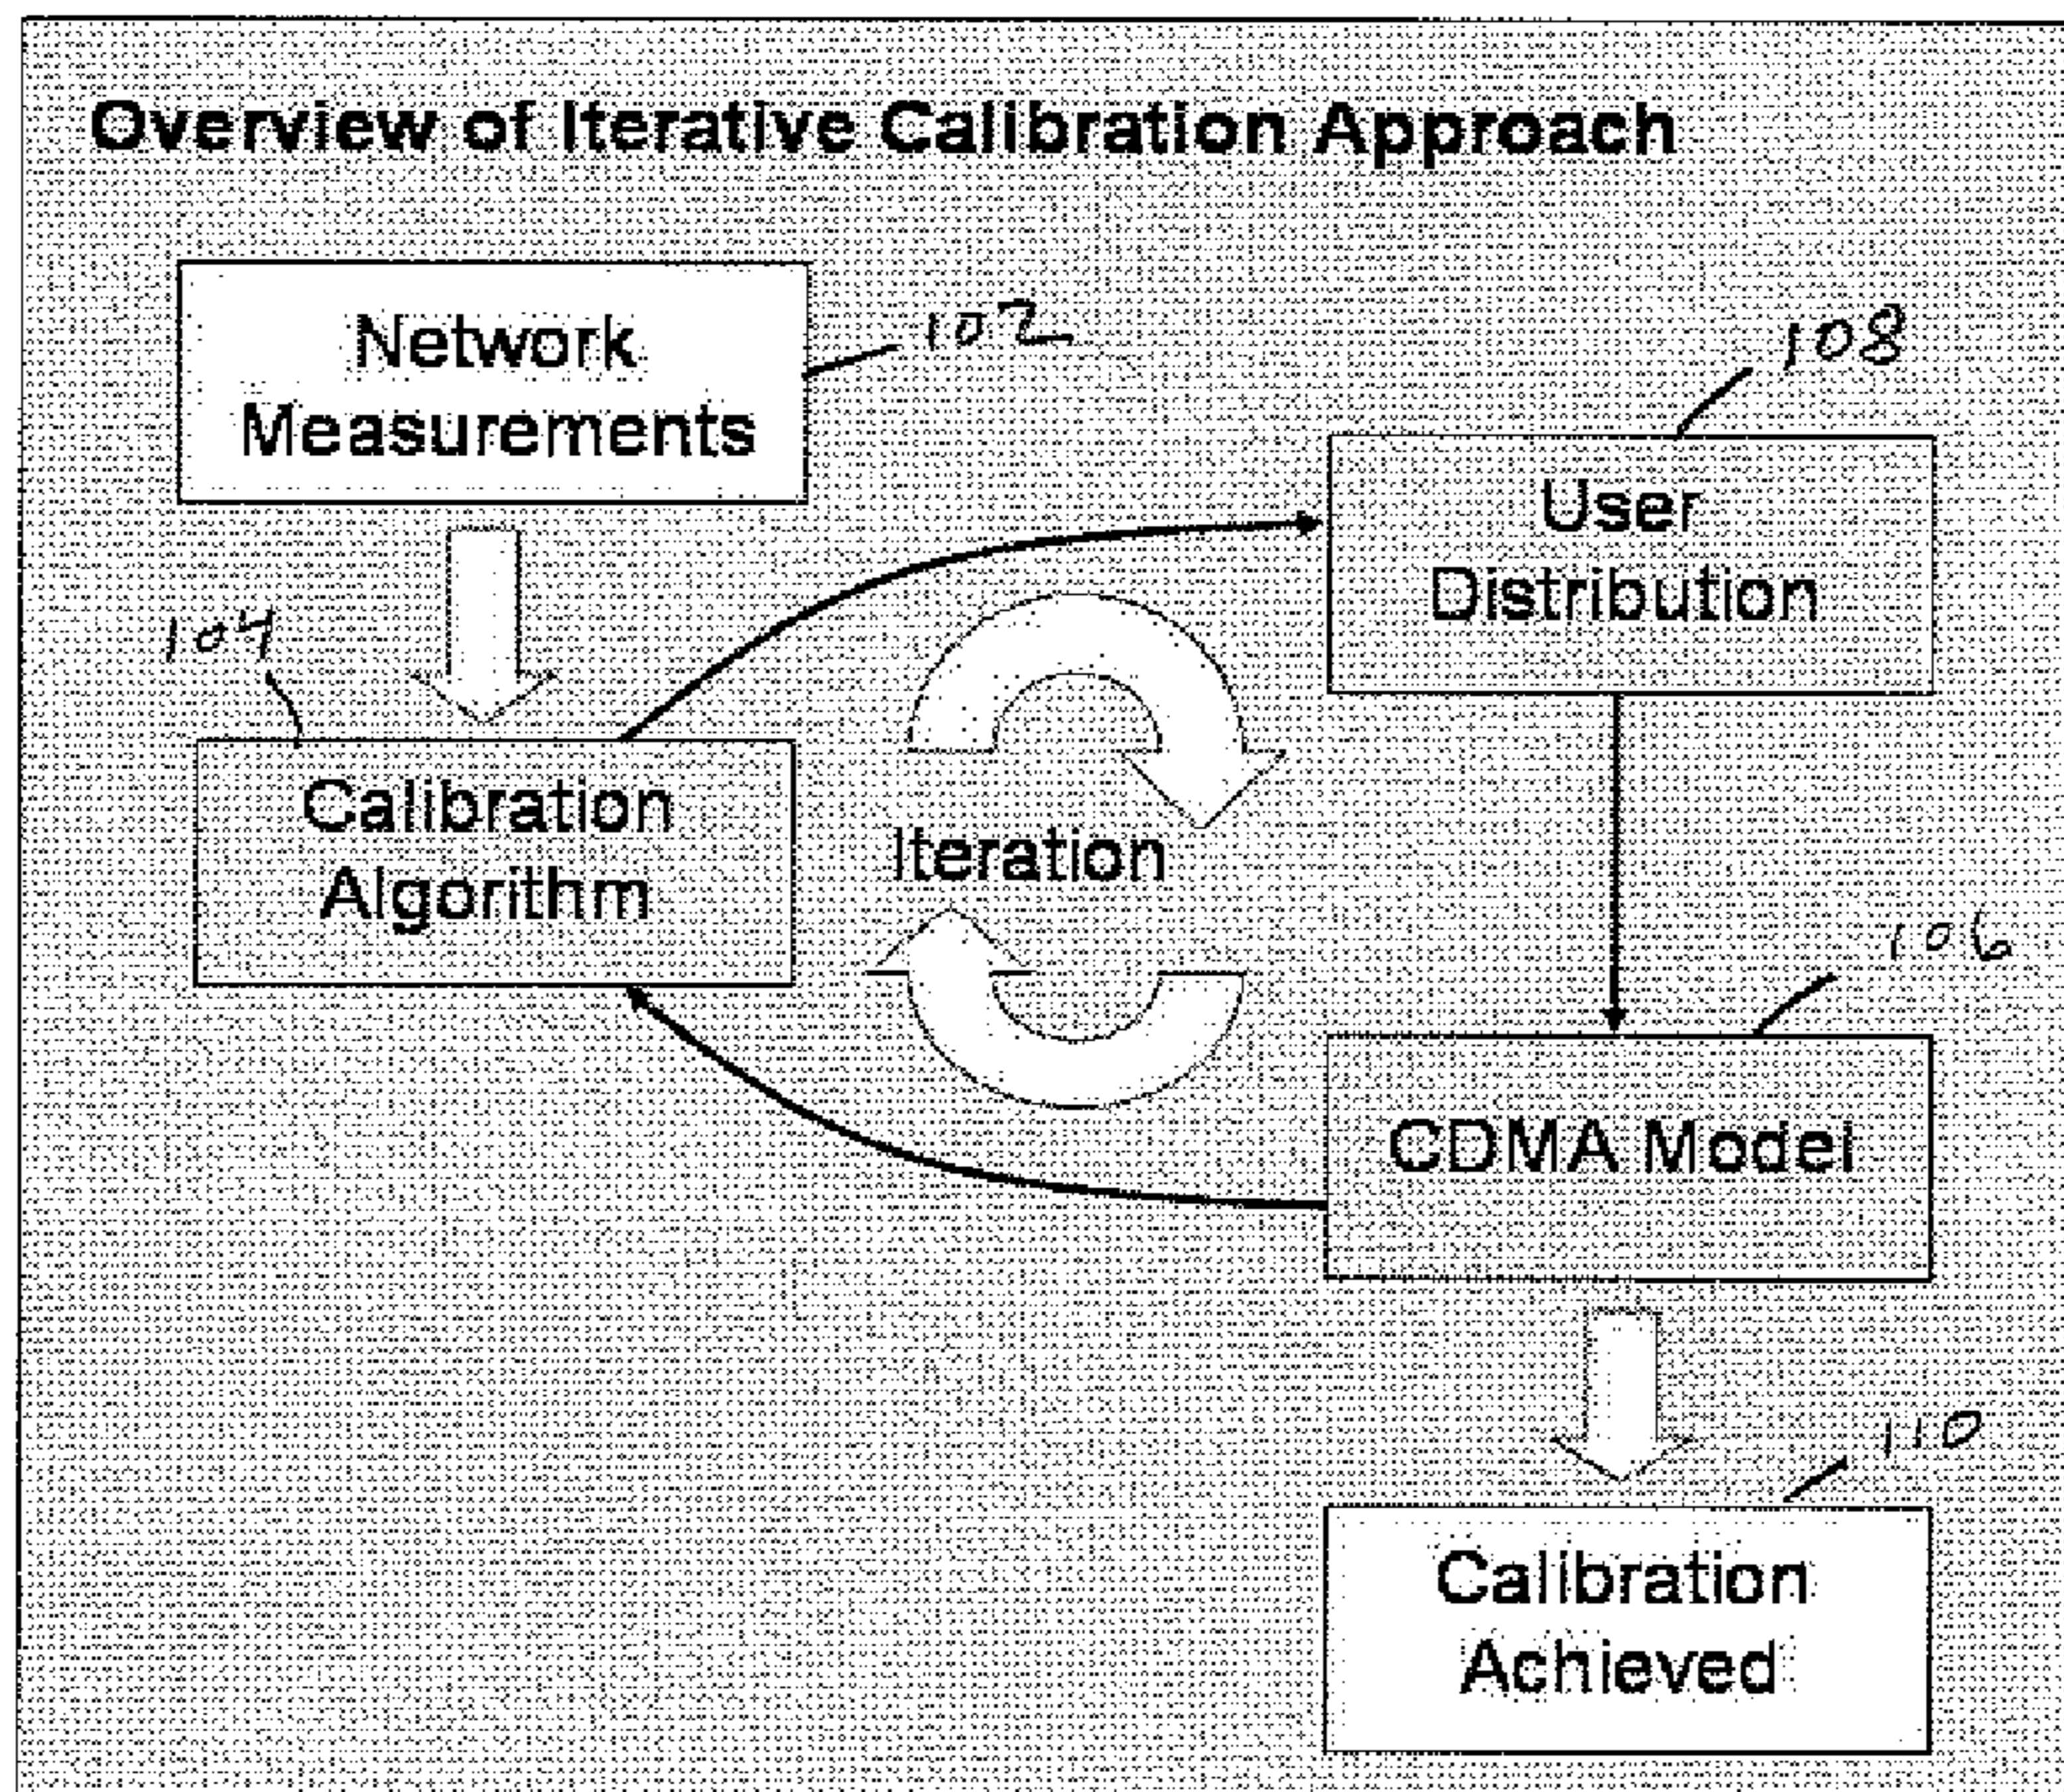 Overview of Iterative Calibration Approach
Network
Measurements
102
108
User
Distribution
104
Calibration
Algorithm
Iteration
106
CDMA Model
110
Calibration
Achieved